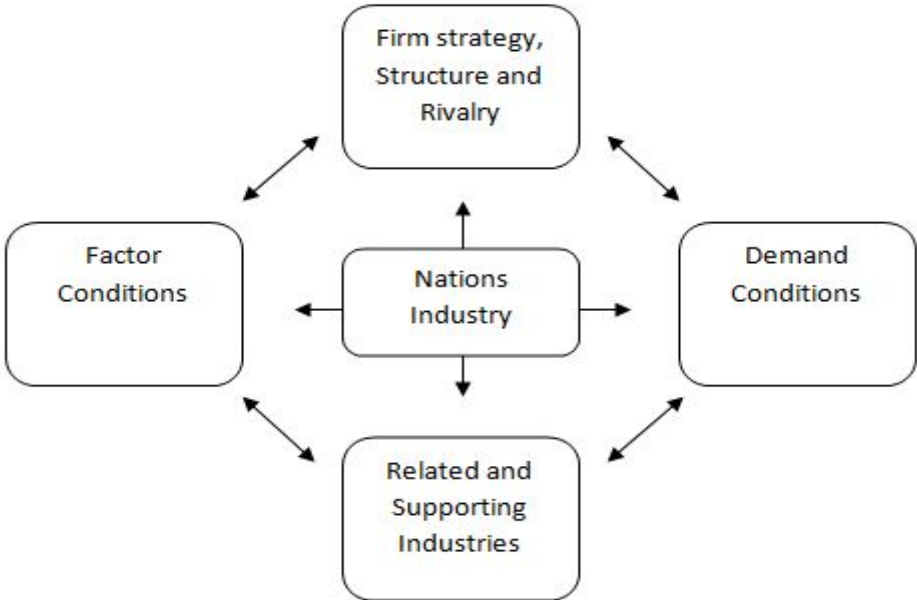 Firm strategy,
Structure and
Rivalry
Factor
Conditions
Nations
Industry
Demand
Conditions
Related and
Supporting
Industries